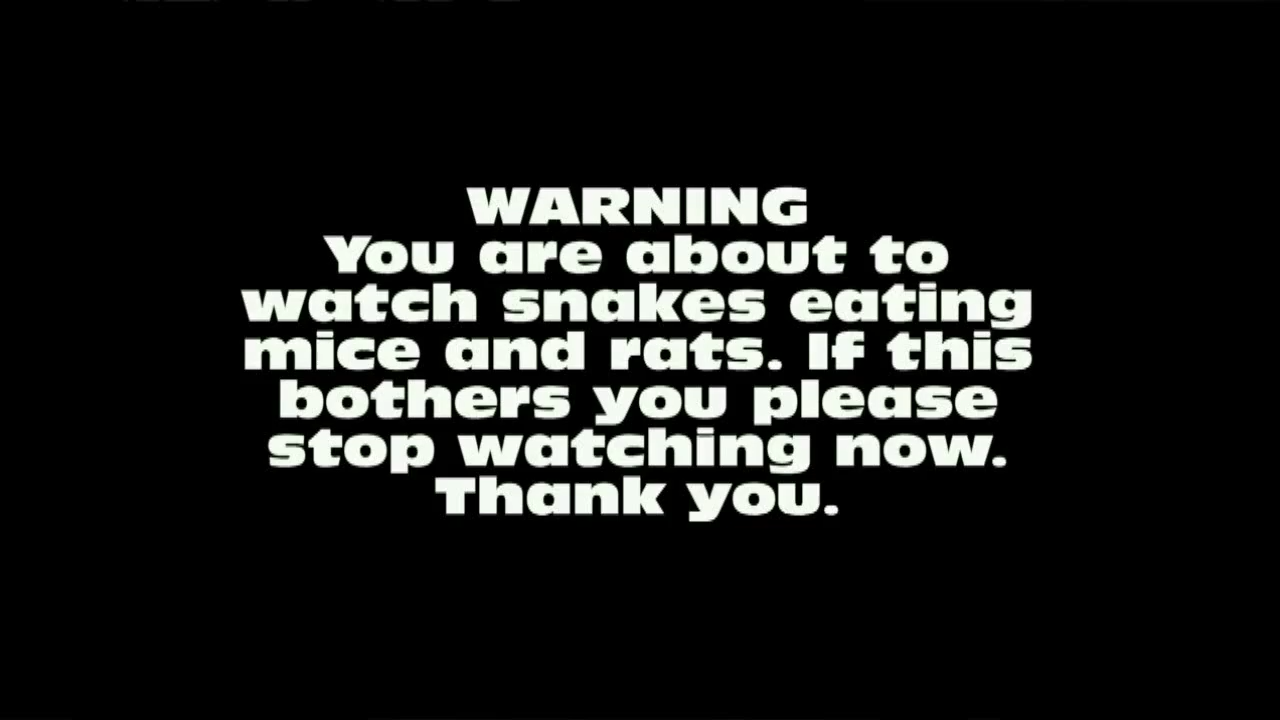 WARNING
You are about to
watch snakes eating
mice and rats. If this
bothers you please
stop watching now.
Thank you.